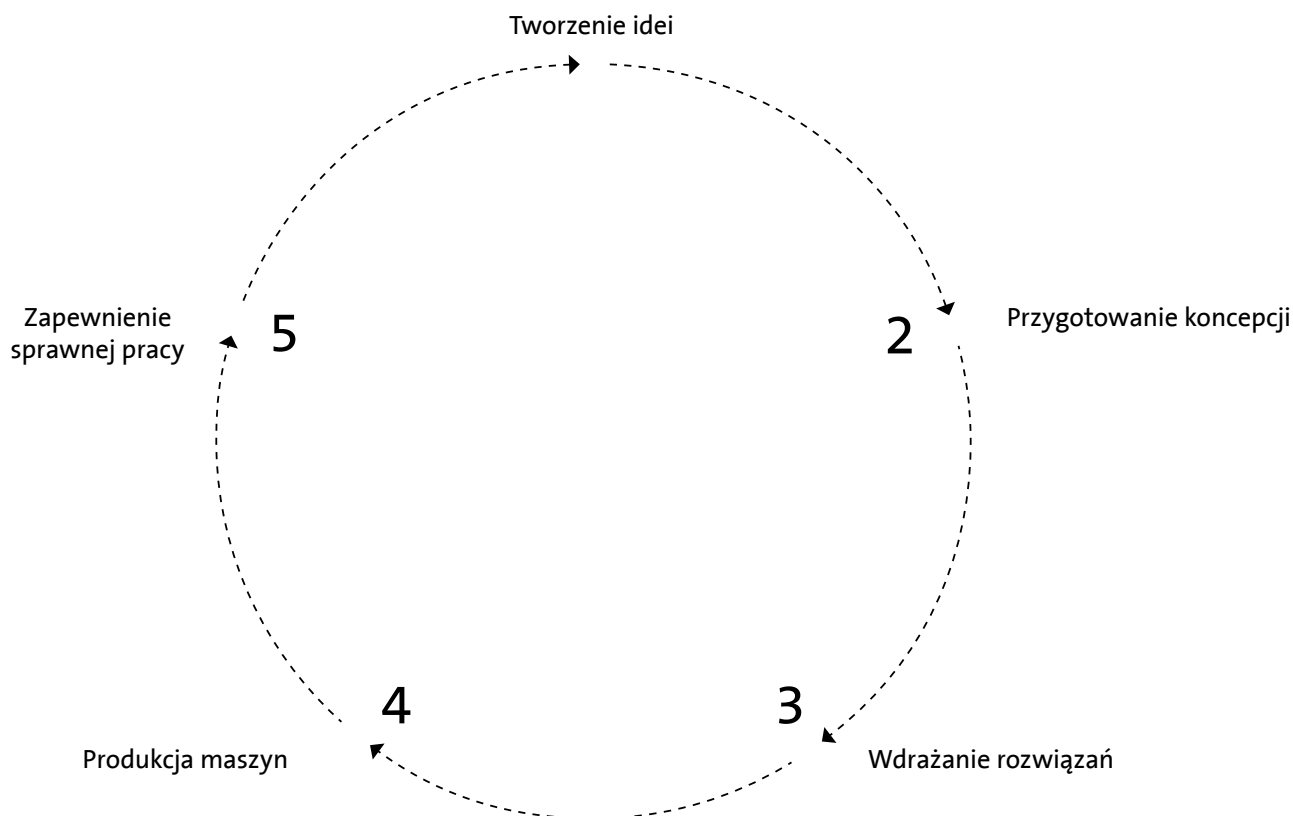 Tworzenie idei
2
Przygotowanie koncepcji
3
Wdrażanie rozwiązań
4
Produkcja maszyn
5
Zapewnienie
sprawnej pracy